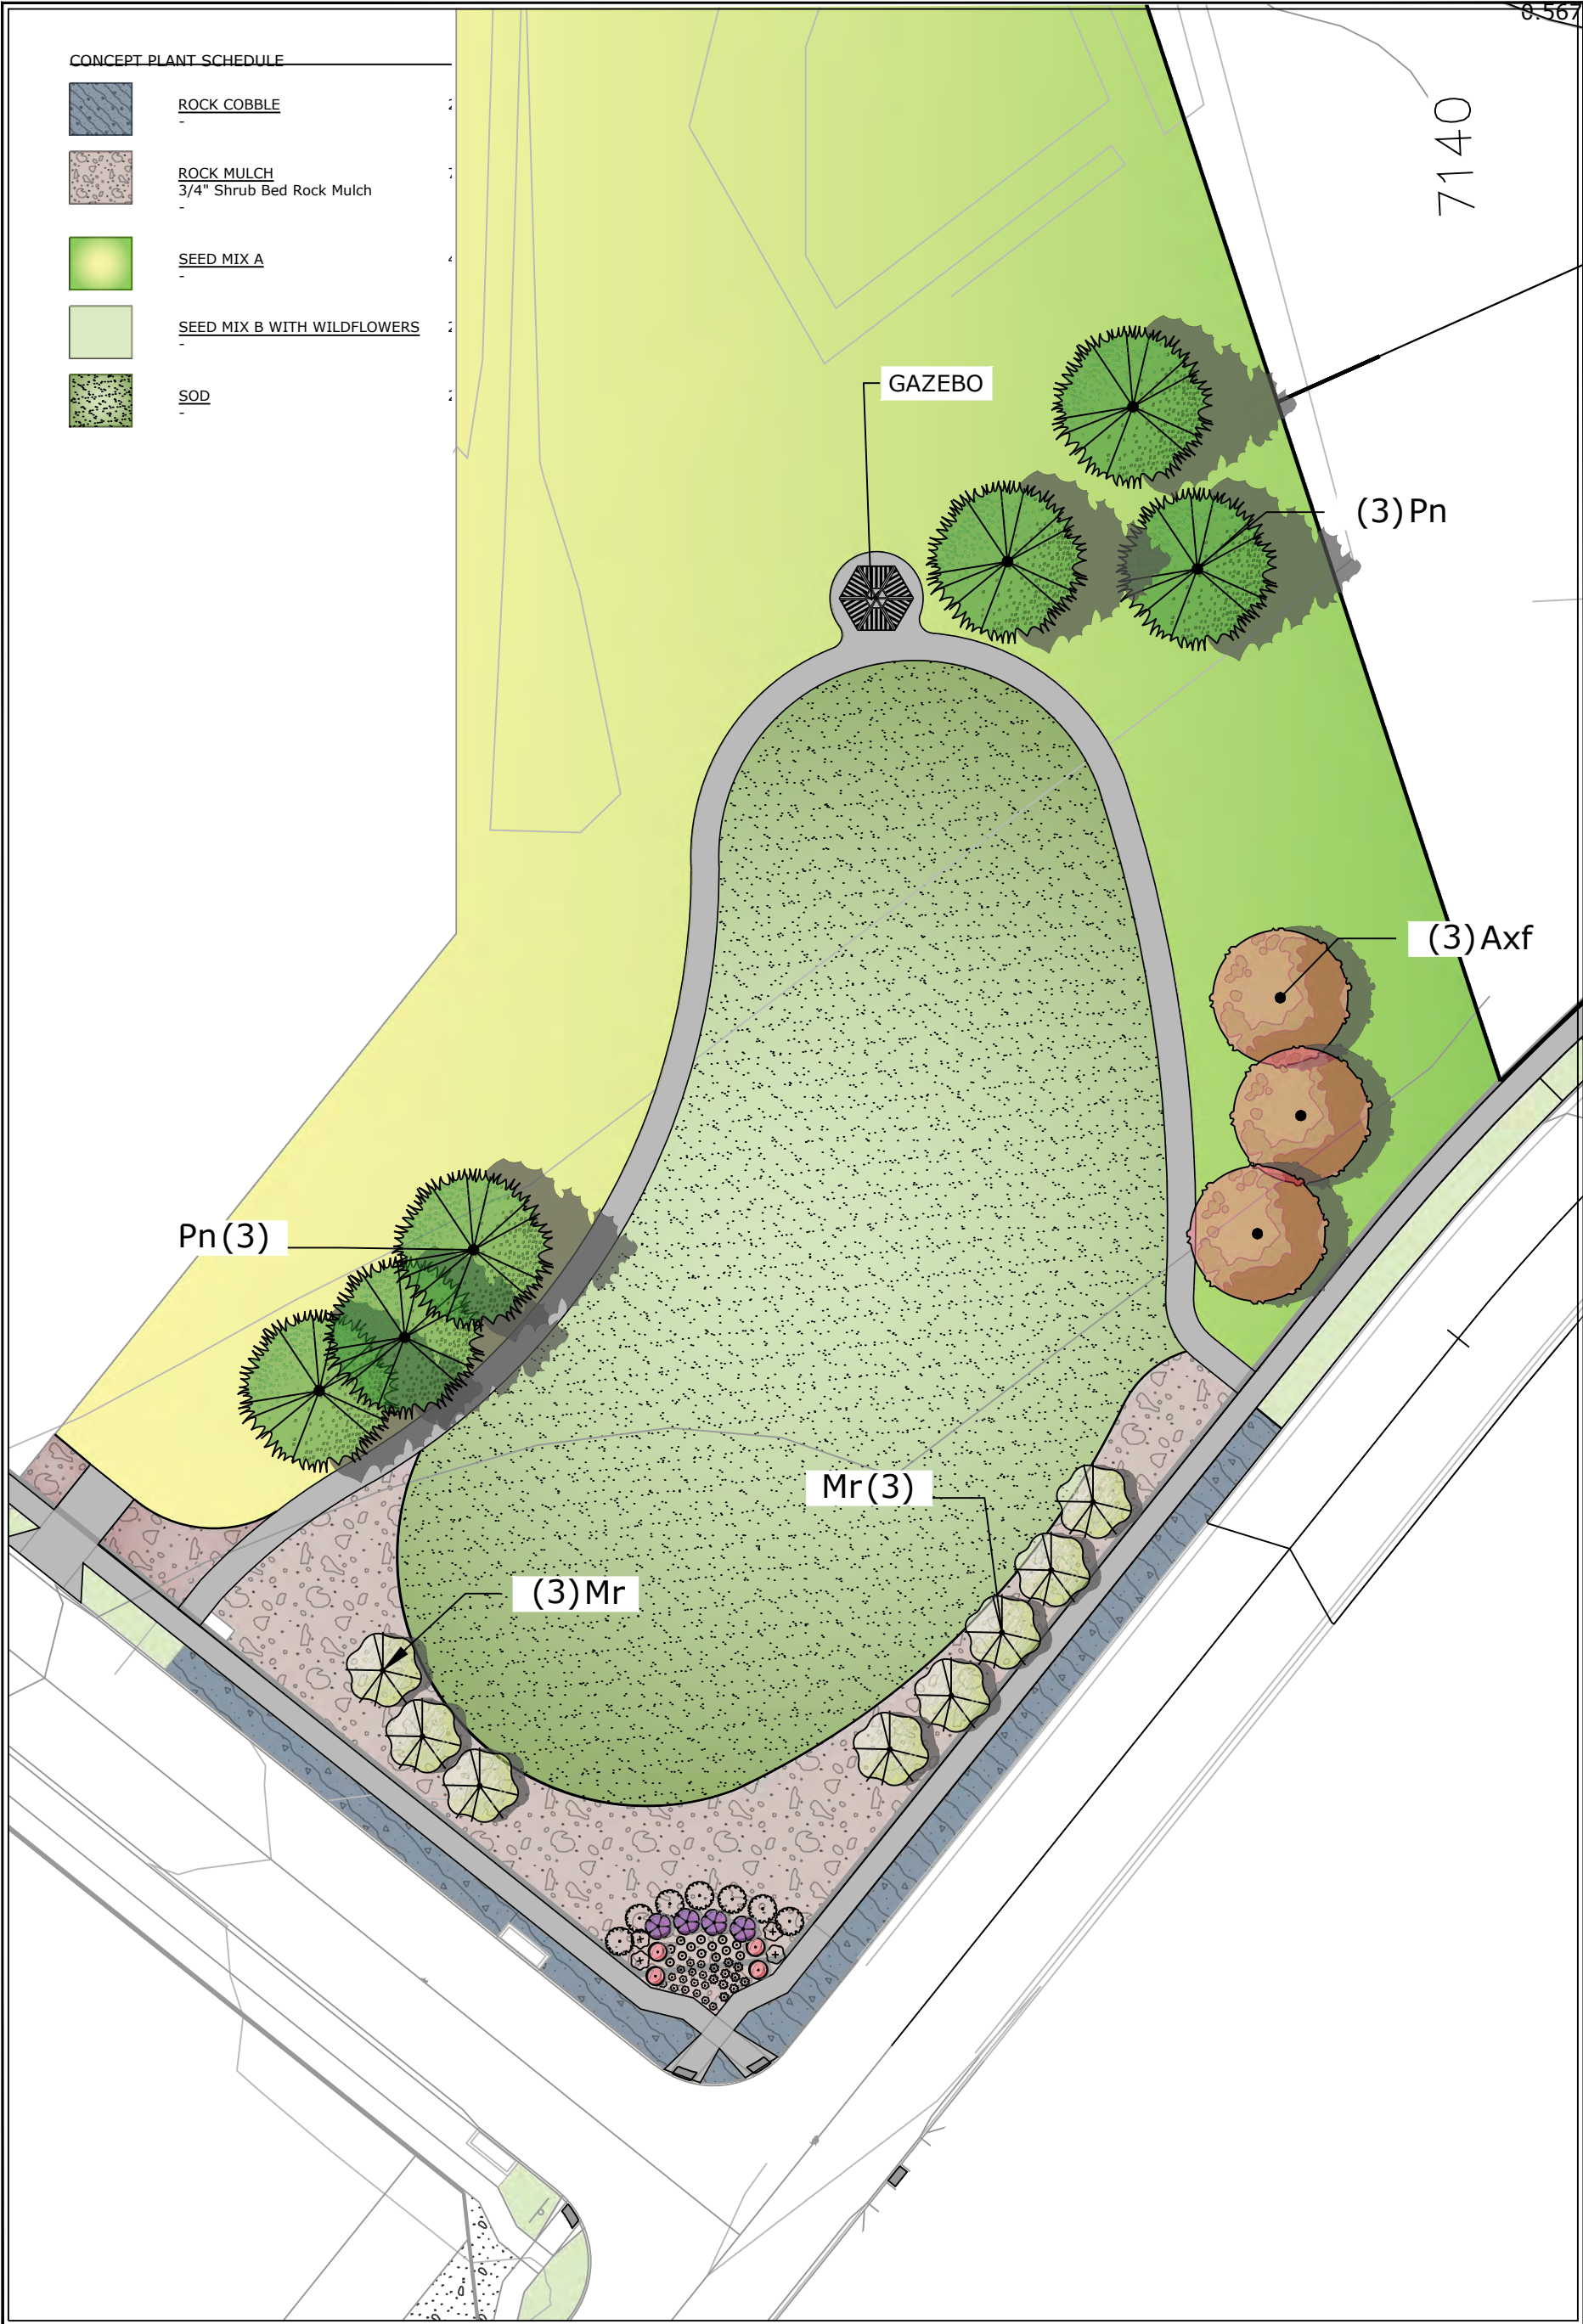 0.567
CONCEPT PLANT SCHEDULE
ROCK COBBLE
-
ROCK MULCH
3/4" Shrub Bed Rock Mulch
-
SEED MIX A
-
SEED MIX B WITH WILDFLOWERS
-
SOD
-
7140
GAZEBO
(3)Pn
(3)Axf
Pn(3)
Mr(3)
(3)Mr